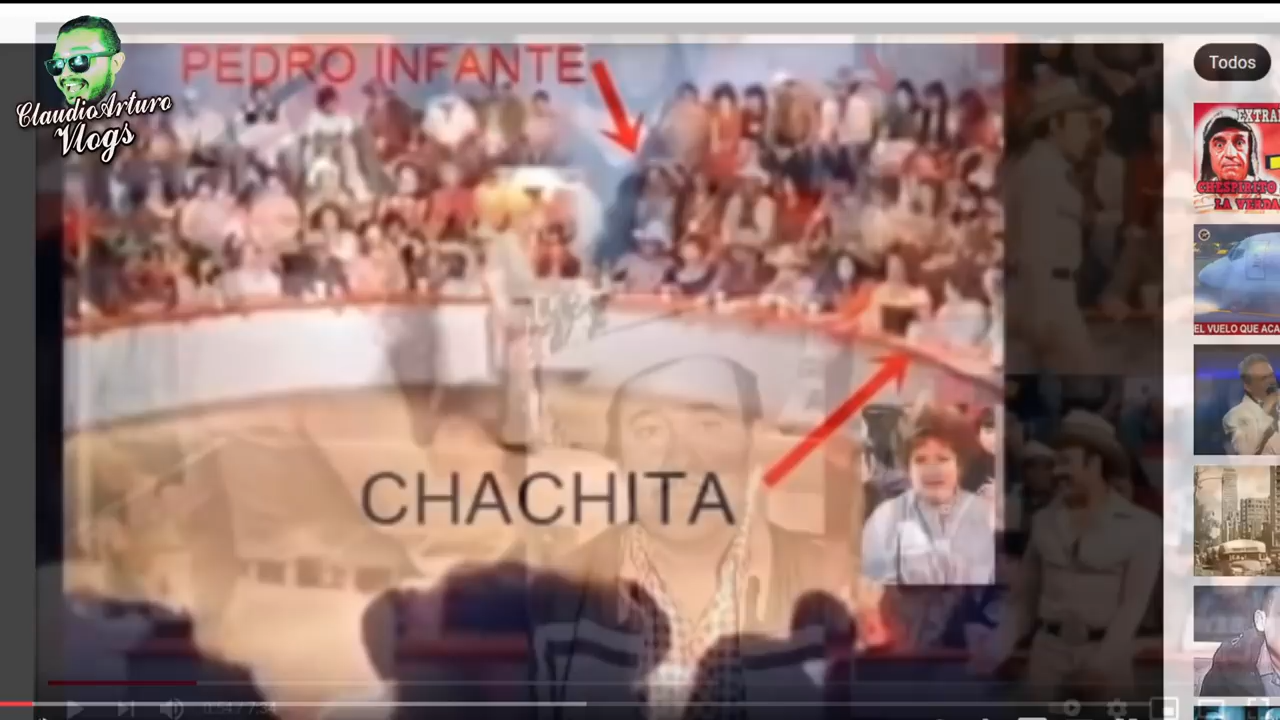 ClaudioArturo
Vlogs
PEDRO INFANTE
CHACHITA
Todos
EXTRA
CHESPIRITO
LA VERDA
EL VUELO QUE ACA